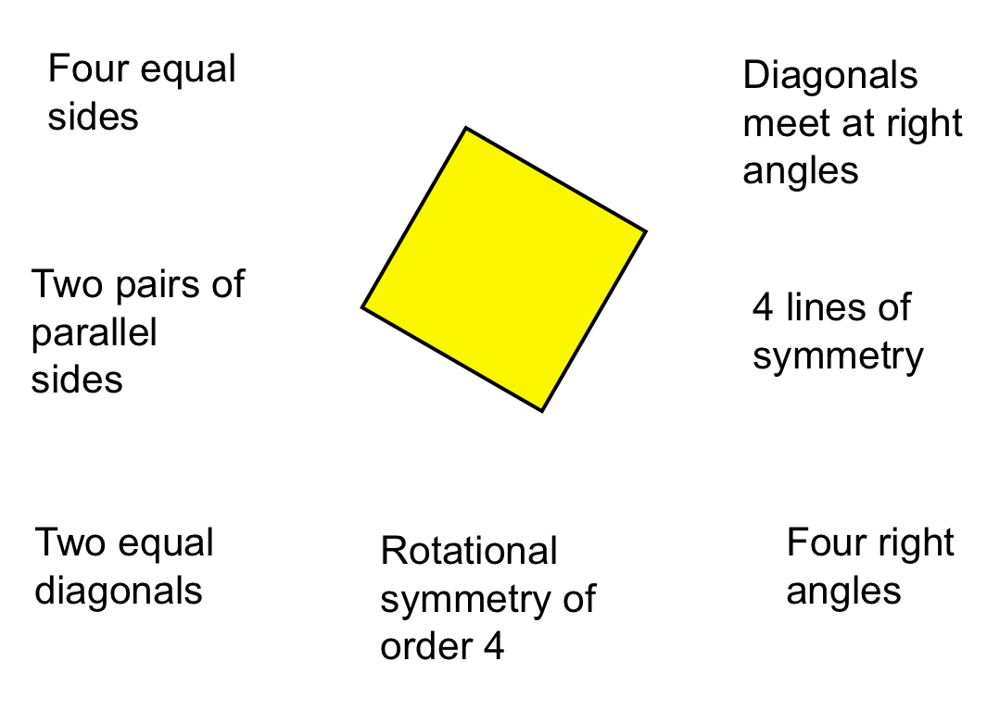 Four equal
sides
Diagonals
meet at right
angles
Two pairs of
parallel
sides
4 lines of
symmetry
Two equal
diagonals
Rotational
symmetry of
order 4
Four right
angles